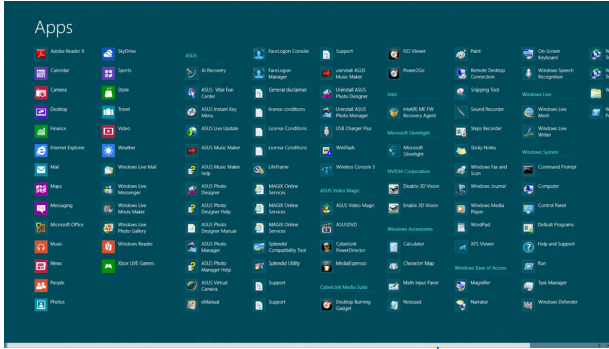 Apps
Adobe Reader X
Calendar
Camera
Desktop
Finance
Internet Explorer
Mail
Maps
Messaging
Microsoft Office
Music
News
People
Photos
SkyDrive
Sports
Store
Travel
Video
Weather
Windows Live Mail
Windows Live
Messenger
Windows Live
Movie Maker
Windows Live
Photo Gallery
Windows Reader
Xbox LIVE Games
ASUS
AI Recovery
ASUS Vibe Fun
Center
ASUS Instant Key
Menu
ASUS Live Update
ASUS Music Maker
ASUS Music Maker
help
ASUS Photo
Designer
ASUS Photo
Designer Help
ASUS Photo
Designer Manual
ASUS Photo
Manager
ASUS Photo
Manager Help
ASUS Virtual
Camera
eManual
FaceLogon Console
FaceLogon
Manager
General disclaimer
license conditions
License Conditions
License Conditions
LifeFrame
MAGIX Online
Services
MAGIX Online
Services
MAGIX Online
Services
Splendid
Compatibility Tool
Splendid Utility
Support
Support
Support
uninstall ASUS
Music Maker
Uninstall ASUS
Photo Designer
Uninstall ASUS
Photo Manager
USB Charger Plus
WinFlash
Wireless Console 3
ASUS Video Magic
ASUS Video Magic
ASUSDVD
CyberLink
PowerDirector
MediaEspresso
CyberLink Media Suite
Desktop Burning
Gadget
ISO Viewer
Power2Go
Intel
Intel(R) ME FW
Recovery Agent
Microsoft Silverlight
Microsoft
Silverlight
NVIDIA Corporation
Disable 3D Vision
Enable 3D Vision
Windows Accessories
Calculator
Character Map
Math Input Panel
Notepad
Paint
Remote Desktop
Connection
Snipping Tool
Sound Recorder
Steps Recorder
Sticky Notes
Windows Fax and
Scan
Windows Journal
Windows Media
Player
WordPad
XPS Viewer
Windows Ease of Access
Magnifier
Narrator
On-Screen
Keyboard
Windows Speech
Recognition
Windows Live
Windows Live
Mesh
Windows Live
Writer
Windows System
Command Prompt
Computer
Control Panel
Default Programs
Help and Support
Run
Task Manager
Windows Defender